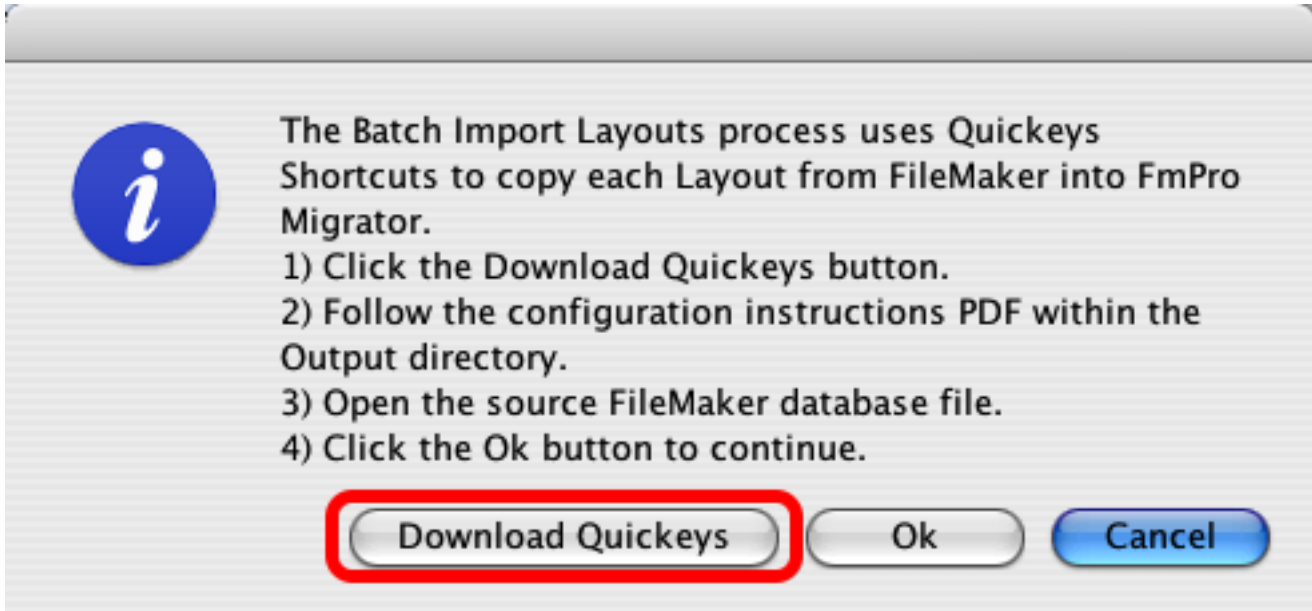 The Batch Import Layouts process uses Quickeys
Shortcuts to copy each Layout from FileMaker into FmPro
Migrator.
1) Click the Download Quickeys button.
2) Follow the configuration instructions PDF within the
Output directory.
3) Open the source FileMaker database file.
4) Click the Ok button to continue.
Download Quickeys Ok Cancel